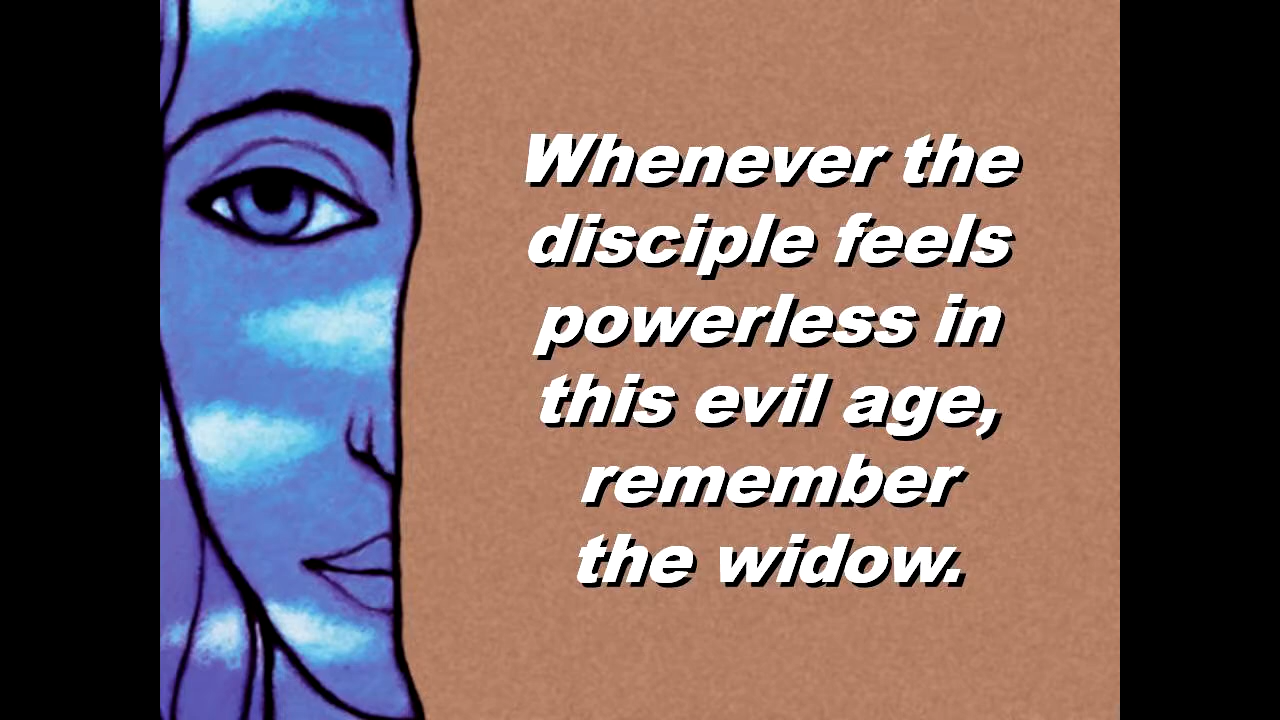 Whenever the
disciple feels
powerless in
this evil age,
remember
the widow.